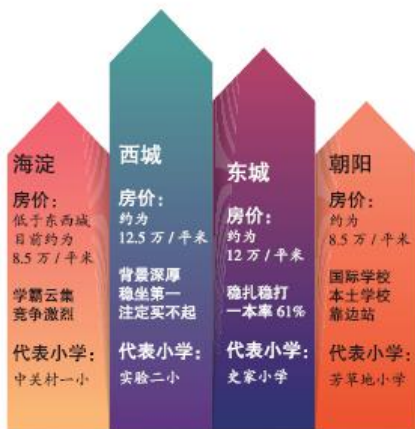 海淀
房价：
低于东西城
目前约为
8.5 万 / 平米
学霸云集
竞争激烈
代表小学：
中关村一小
西城
房价：
约为
12.5 万 / 平米
背景深厚
稳坐第一
注定买不起
代表小学：
实验二小
东城
房价：
约为
12 万 / 平米
稳扎稳打
一本率 61%
代表小学：
史家小学
朝阳
房价：
约为
8.5 万 / 平米
国际学校
本土学校
靠边站
代表小学：
芳草地小学